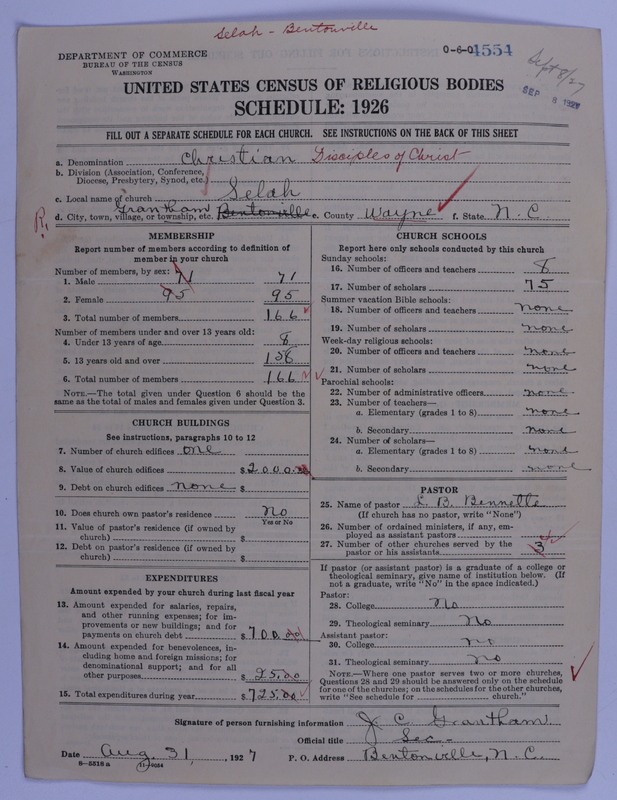 Selah - Bentonville
DEPARTMENT OF COMMERCE
BUREAU OF THE CENSUS
WASHINGTON
0-6-0 4554
Sept 8/27
SEP 8 1927
UNITED STATES CENSUS OF RELIGIOUS BODIES
SCHEDULE: 1926
FILL OUT A SEPARATE SCHEDULE FOR EACH CHURCH. SEE INSTRUCTIONS ON THE BACK OF THIS SHEET
a. Denomination Christian Disciples of Christ
b. Division (Association, Conference, Diocese, Presbytery, Synod, etc.)
c. Local name of church Selah
R.
d. City, town, village, or township, etc. Grantham Bentonville e. County Wayne f. State N. C.
MEMBERSHIP
Report number of members according to definition of
member in your church
Number of members, by sex:
1. Male 71 71
2. Female 95 95
3. Total number of members 166
Number of members under and over 13 years old:
4. Under 13 years of age 8
5. 13 years old and over 158
6. Total number of members 166
NOTE.—The total given under Question 6 should be
same as the total of males and females given under Question 3.
CHURCH BUILDINGS
See instructions, paragraphs 10 to 12
7. Number of church edifices one
8. Value of church edifices $2000.00
9. Debt on church edifices none $
10. Does church own pastor's residence No
Yes or No
11. Value of pastor's residence (if owned by
church) $
12. Debt on pastor's residence (if owned by
church) $
EXPENDITURES
Amount expended by your church during last fiscal year
13. Amount expended for salaries, repairs,
and other running expenses; for im-
provements or new buildings; and for
payments on church debt $700.00
14. Amount expended for benevolences, in-
cluding home and foreign missions; for
denominational support; and for all
other purposes $25.00
15. Total expenditures during year $725.00
CHURCH SCHOOLS
Report here only schools conducted by this church
Sunday schools:
16. Number of officers and teachers 8
17. Number of scholars 75
Summer vacation Bible schools:
18. Number of officers and teachers none
19. Number of scholars none
Week-day religious schools:
20. Number of officers and teachers none
21. Number of scholars none
Parochial schools:
22. Number of administrative officers none
23. Number of teachers—
a. Elementary (grades 1 to 8) none
b. Secondary none
24. Number of scholars—
a. Elementary (grades 1 to 8) none
b. Secondary none
PASTOR
25. Name of pastor L. B. Bennette
(If church has no pastor, write "None")
26. Number of ordained ministers, if any, em-
ployed as assistant pastors
27. Number of other churches served by the
pastor or his assistants 3
If pastor (or assistant pastor) is a graduate of a college or
theological seminary, give name of institution below. (If
not a graduate, write "No" in the space indicated.)
Pastor:
28. College No
29. Theological seminary No
Assistant pastor:
30. College no
31. Theological seminary No
NOTE.—Where one pastor serves two or more churches,
Questions 28 and 29 should be answered only on the schedule
for one of the churches; on the schedules for the other churches,
write "See schedule for church."
Signature of person furnishing information J. C. Grantham
Official title Sec-
Date Aug. 31, 1927 P. O. Address Bentonville, N. C.
8—5518 a 11—9054